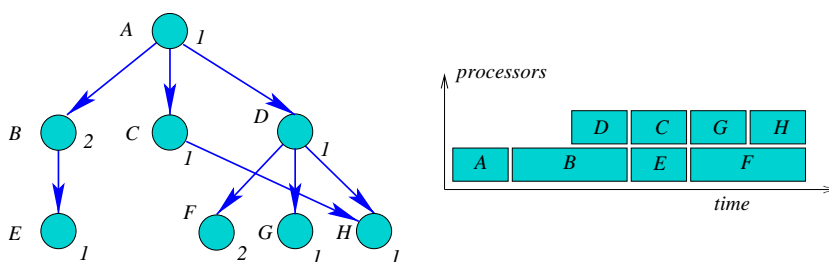 A 1
B 2
C 1
D 1
E 1
F 2
G 1
H 1
processors
D C G H
A B E F
time